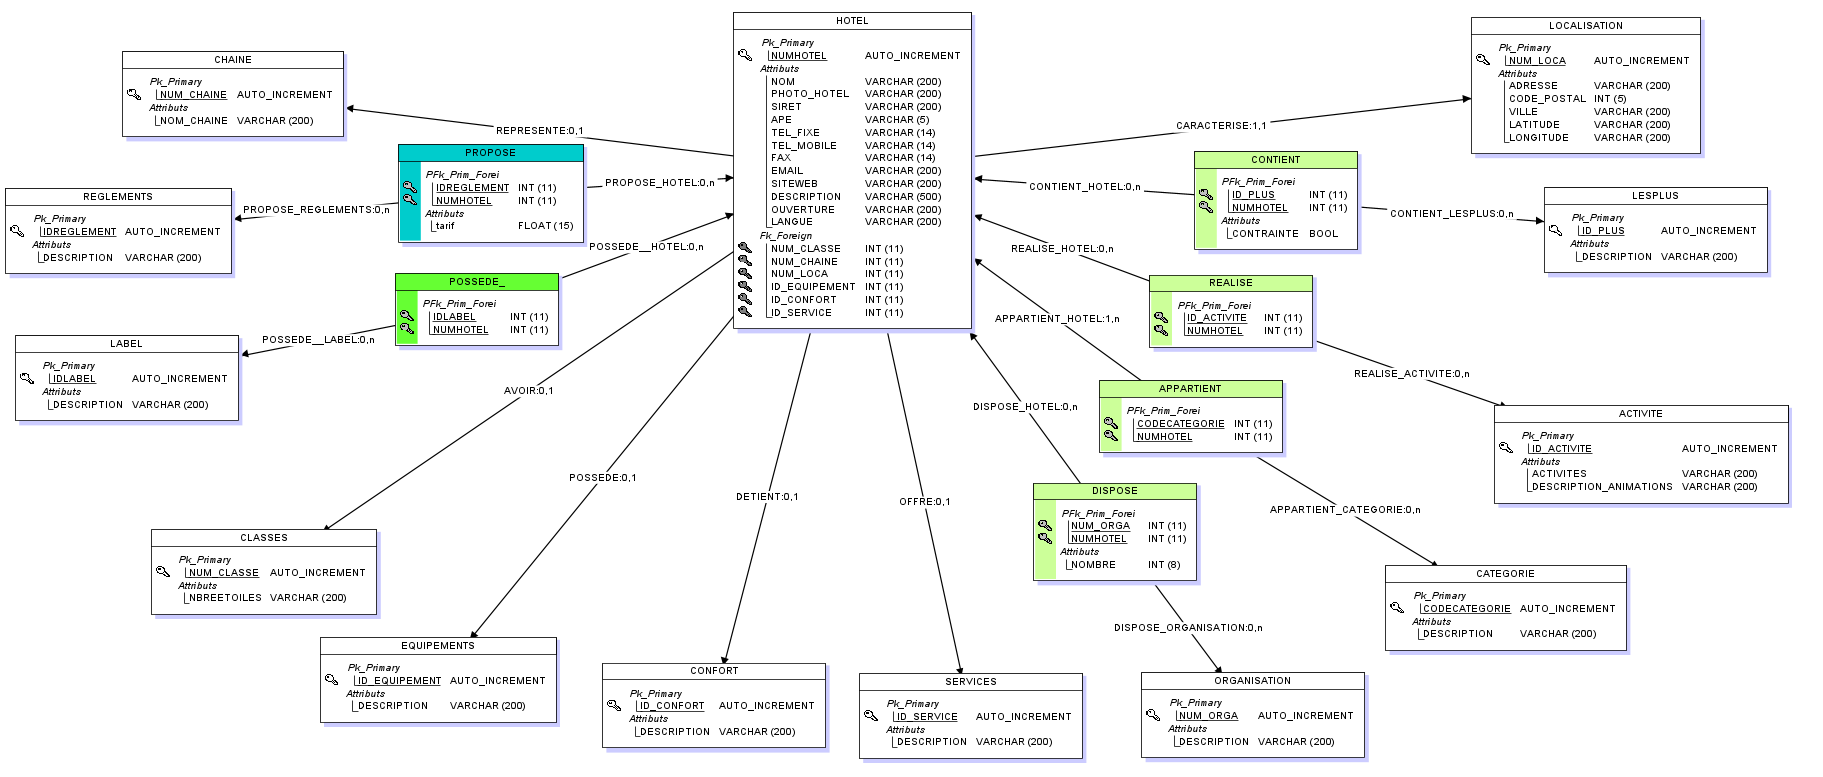 HOTEL
Pk_Primary
NUMHOTEL AUTO_INCREMENT
Attributs
NOM VARCHAR (200)
PHOTO_HOTEL VARCHAR (200)
SIRET VARCHAR (200)
APE VARCHAR (5)
TEL_FIXE VARCHAR (14)
TEL_MOBILE VARCHAR (14)
FAX VARCHAR (14)
EMAIL VARCHAR (200)
SITEWEB VARCHAR (200)
DESCRIPTION VARCHAR (500)
OUVERTURE VARCHAR (200)
LANGUE VARCHAR (200)
Fk_Foreign
NUM_CLASSE INT (11)
NUM_CHAINE INT (11)
NUM_LOCA INT (11)
ID_EQUIPEMENT INT (11)
ID_CONFORT INT (11)
ID_SERVICE INT (11)
LOCALISATION
Pk_Primary
NUM_LOCA AUTO_INCREMENT
Attributs
ADRESSE VARCHAR (200)
CODE_POSTAL INT (5)
VILLE VARCHAR (200)
LATITUDE VARCHAR (200)
LONGITUDE VARCHAR (200)
CHAINE
Pk_Primary
NUM_CHAINE AUTO_INCREMENT
Attributs
NOM_CHAINE VARCHAR (200)
REPRESENTE:0,1
CARACTERISE:1,1
PROPOSE
PFk_Prim_Forei
IDREGLEMENT INT (11)
NUMHOTEL INT (11)
Attributs
tarif FLOAT (15)
PROPOSE_HOTEL:0,n
PROPOSE_REGLEMENTS:0,n
CONTIENT
PFk_Prim_Forei
ID_PLUS INT (11)
NUMHOTEL INT (11)
Attributs
CONTRAINTE BOOL
CONTIENT_HOTEL:0,n
CONTIENT_LESPLUS:0,n
REGLEMENTS
Pk_Primary
IDREGLEMENT AUTO_INCREMENT
Attributs
DESCRIPTION VARCHAR (200)
LESPLUS
Pk_Primary
ID_PLUS AUTO_INCREMENT
Attributs
DESCRIPTION VARCHAR (200)
POSSEDE__HOTEL:0,n
REALISE_HOTEL:0,n
POSSEDE_
PFk_Prim_Forei
IDLABEL INT (11)
NUMHOTEL INT (11)
REALISE
PFk_Prim_Forei
ID_ACTIVITE INT (11)
NUMHOTEL INT (11)
APPARTIENT_HOTEL:1,n
POSSEDE__LABEL:0,n
LABEL
Pk_Primary
IDLABEL AUTO_INCREMENT
Attributs
DESCRIPTION VARCHAR (200)
REALISE_ACTIVITE:0,n
APPARTIENT
PFk_Prim_Forei
CODECATEGORIE INT (11)
NUMHOTEL INT (11)
AVOIR:0,1
DISPOSE_HOTEL:0,n
ACTIVITE
Pk_Primary
ID_ACTIVITE AUTO_INCREMENT
Attributs
ACTIVITES VARCHAR (200)
DESCRIPTION_ANIMATIONS VARCHAR (200)
POSSEDE:0,1
DETIENT:0,1
OFFRE:0,1
DISPOSE
PFk_Prim_Forei
NUM_ORGA INT (11)
NUMHOTEL INT (11)
Attributs
NOMBRE INT (8)
APPARTIENT_CATEGORIE:0,n
CLASSES
Pk_Primary
NUM_CLASSE AUTO_INCREMENT
Attributs
NBREETOILES VARCHAR (200)
CATEGORIE
Pk_Primary
CODECATEGORIE AUTO_INCREMENT
Attributs
DESCRIPTION VARCHAR (200)
DISPOSE_ORGANISATION:0,n
EQUIPEMENTS
Pk_Primary
ID_EQUIPEMENT AUTO_INCREMENT
Attributs
DESCRIPTION VARCHAR (200)
CONFORT
Pk_Primary
ID_CONFORT AUTO_INCREMENT
Attributs
DESCRIPTION VARCHAR (200)
SERVICES
Pk_Primary
ID_SERVICE AUTO_INCREMENT
Attributs
DESCRIPTION VARCHAR (200)
ORGANISATION
Pk_Primary
NUM_ORGA AUTO_INCREMENT
Attributs
DESCRIPTION VARCHAR (200)